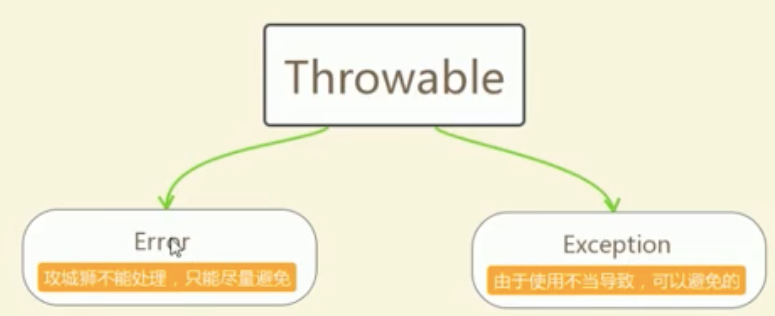 Throwable
Error
攻城狮不能处理，只能尽量避免
Exception
由于使用不当导致，可以避免的